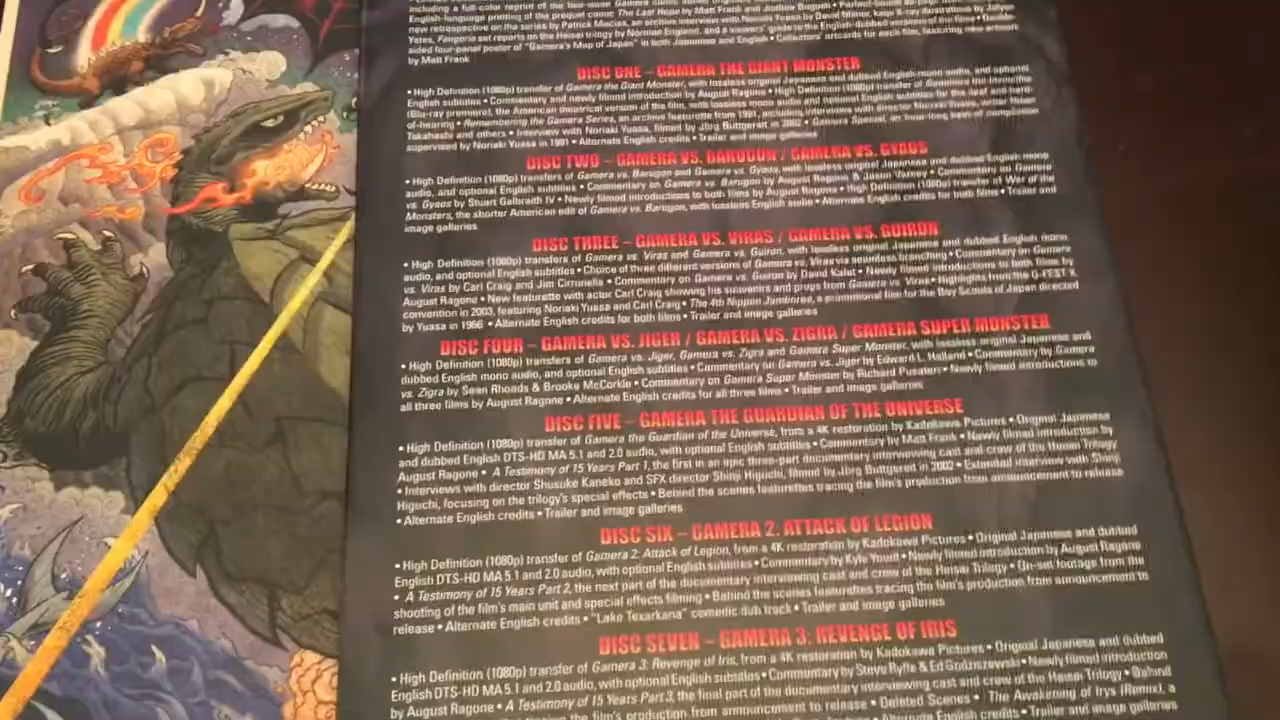 including a full-color reprint of the four-issue
English-language printing of the prequel comic The Last Hope by Matt Frank and Joshua Bugosh •
new retrospective on the series by Patrick Macias, an archive interview with Noriaki Yuasa by David Milner,
Yates, Fangoria set reports on the Heisei trilogy by Norman England, and a viewers' guide to the
sided four-panel poster of "Gamera's Map of Japan" in both Japanese and English • Collectors' artcards for each film, featuring new artwork
by Matt Frank
DISC ONE – GAMERA THE GIANT MONSTER
• High Definition (1080p) transfer of Gamera the Giant Monster, with lossless original Japanese and dubbed English mono audio, and optional
English subtitles • Commentary and newly filmed introduction by August Ragone • High Definition (1080p) transfer of
(Blu-ray premiere), the American theatrical version of the film, with lossless mono audio and optional English subtitles for the deaf and hard-
of-hearing • Remembering the Gamera Series, an archive featurette from 1991, including interviews with director Noriaki Yuasa,
Takahashi and others • Interview with Noriaki Yuasa, filmed by Jörg Buttgereit in 2002 • Gamera Special, an hour-long
supervised by Noriaki Yuasa in 1991 • Alternate English credits • Trailer and image galleries
DISC TWO – GAMERA VS. BARUGON / GAMERA VS. GYAOS
• High Definition (1080p) transfers of Gamera vs. Barugon and Gamera vs. Gyaos, with lossless original Japanese and dubbed English mono
audio, and optional English subtitles • Commentary on Gamera vs. Barugon by August Ragone & Jason Varney • Commentary on Gamera
vs. Gyaos by Stuart Galbraith IV • Newly filmed introductions to both films by August Ragone • High Definition (1080p) transfer of War of the
Monsters, the shorter American edit of Gamera vs. Barugon, with lossless English audio • Alternate English credits for both films • Trailer and
image galleries
DISC THREE – GAMERA VS. VIRAS / GAMERA VS. GUIRON
• High Definition (1080p) transfers of Gamera vs. Viras and Gamera vs. Guiron, with lossless original Japanese and dubbed English mono
audio, and optional English subtitles • Choice of three different versions of Gamera vs. Viras via seamless branching • Commentary on Gamera
vs. Viras by Carl Craig and Jim Cirronella • Commentary on Gamera vs. Guiron by David Kalat • Newly filmed introductions to both films by
August Ragone • New featurette with actor Carl Craig showing his souvenirs and props from Gamera vs. Viras • Highlights from the G-FEST X
convention in 2003, featuring Noriaki Yuasa and Carl Craig • The 4th Nippon Jamboree, a promotional film for the Boy Scouts of Japan directed
by Yuasa in 1966 • Alternate English credits for both films • Trailer and image galleries
DISC FOUR – GAMERA VS. JIGER / GAMERA VS. ZIGRA / GAMERA SUPER MONSTER
• High Definition (1080p) transfers of Gamera vs. Jiger, Gamera vs. Zigra and Gamera Super Monster, with lossless original Japanese and
dubbed English mono audio, and optional English subtitles • Commentary on Gamera vs. Jiger by Edward L. Holland • Commentary by Gamera
vs. Zigra by Sean Rhoads & Brooke McCorkle • Commentary on Gamera Super Monster by Richard Pusateri • Newly filmed introductions to
all three films by August Ragone • Alternate English credits for all three films • Trailer and image galleries
DISC FIVE – GAMERA THE GUARDIAN OF THE UNIVERSE
• High Definition (1080p) transfer of Gamera the Guardian of the Universe, from a 4K restoration by Kadokawa Pictures • Original Japanese
and dubbed English DTS-HD MA 5.1 and 2.0 audio, with optional English subtitles • Commentary by Matt Frank • Newly filmed introduction by
August Ragone • A Testimony of 15 Years Part 1, the first in an epic three-part documentary interviewing cast and crew of the Heisei Trilogy
• Interviews with director Shusuke Kaneko and SFX director Shinji Higuchi, filmed by Jörg Buttgereit in 2002 • Extended interview with Shinji
Higuchi, focusing on the trilogy's special effects • Behind the scenes featurettes tracing the film's production from announcement to release
• Alternate English credits • Trailer and image galleries
DISC SIX – GAMERA 2: ATTACK OF LEGION
• High Definition (1080p) transfer of Gamera 2: Attack of Legion, from a 4K restoration by Kadokawa Pictures • Original Japanese and dubbed
English DTS-HD MA 5.1 and 2.0 audio, with optional English subtitles • Commentary by Kyle Yount • Newly filmed introduction by August Ragone
• A Testimony of 15 Years Part 2, the next part of the documentary interviewing cast and crew of the Heisei Trilogy • On-set footage from the
shooting of the film's main unit and special effects filming • Behind the scenes featurettes tracing the film's production from announcement to
release • Alternate English credits • "Lake Texarkana" comedic dub track • Trailer and image galleries
DISC SEVEN – GAMERA 3: REVENGE OF IRIS
• High Definition (1080p) transfer of Gamera 3: Revenge of Iris, from a 4K restoration by Kadokawa Pictures • Original Japanese and dubbed
English DTS-HD MA 5.1 and 2.0 audio, with optional English subtitles • Commentary by Steve Ryfle & Ed Godziszewski • Newly filmed introduction
by August Ragone • A Testimony of 15 Years Part 3, the final part of the documentary interviewing cast and crew of the Heisei Trilogy • Behind
tracing the film's production from announcement to release • Deleted Scenes • The Awakening of Irys (Remix), a
Alternate English credits • Trailer and image galleries